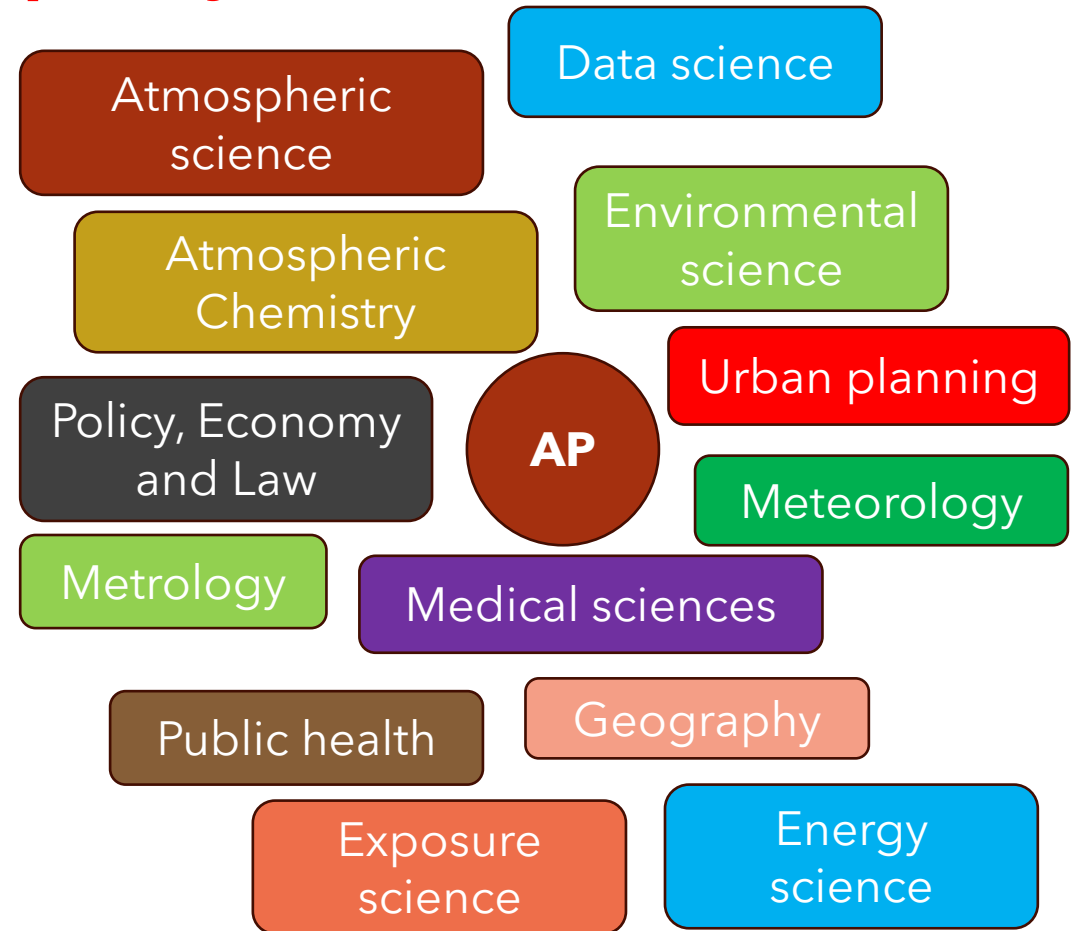 Data science
Atmospheric
science
Environmental
science
Atmospheric
Chemistry
Urban planning
Policy, Economy
and Law
AP
Meteorology
Metrology
Medical sciences
Public health
Geography
Exposure
science
Energy
science